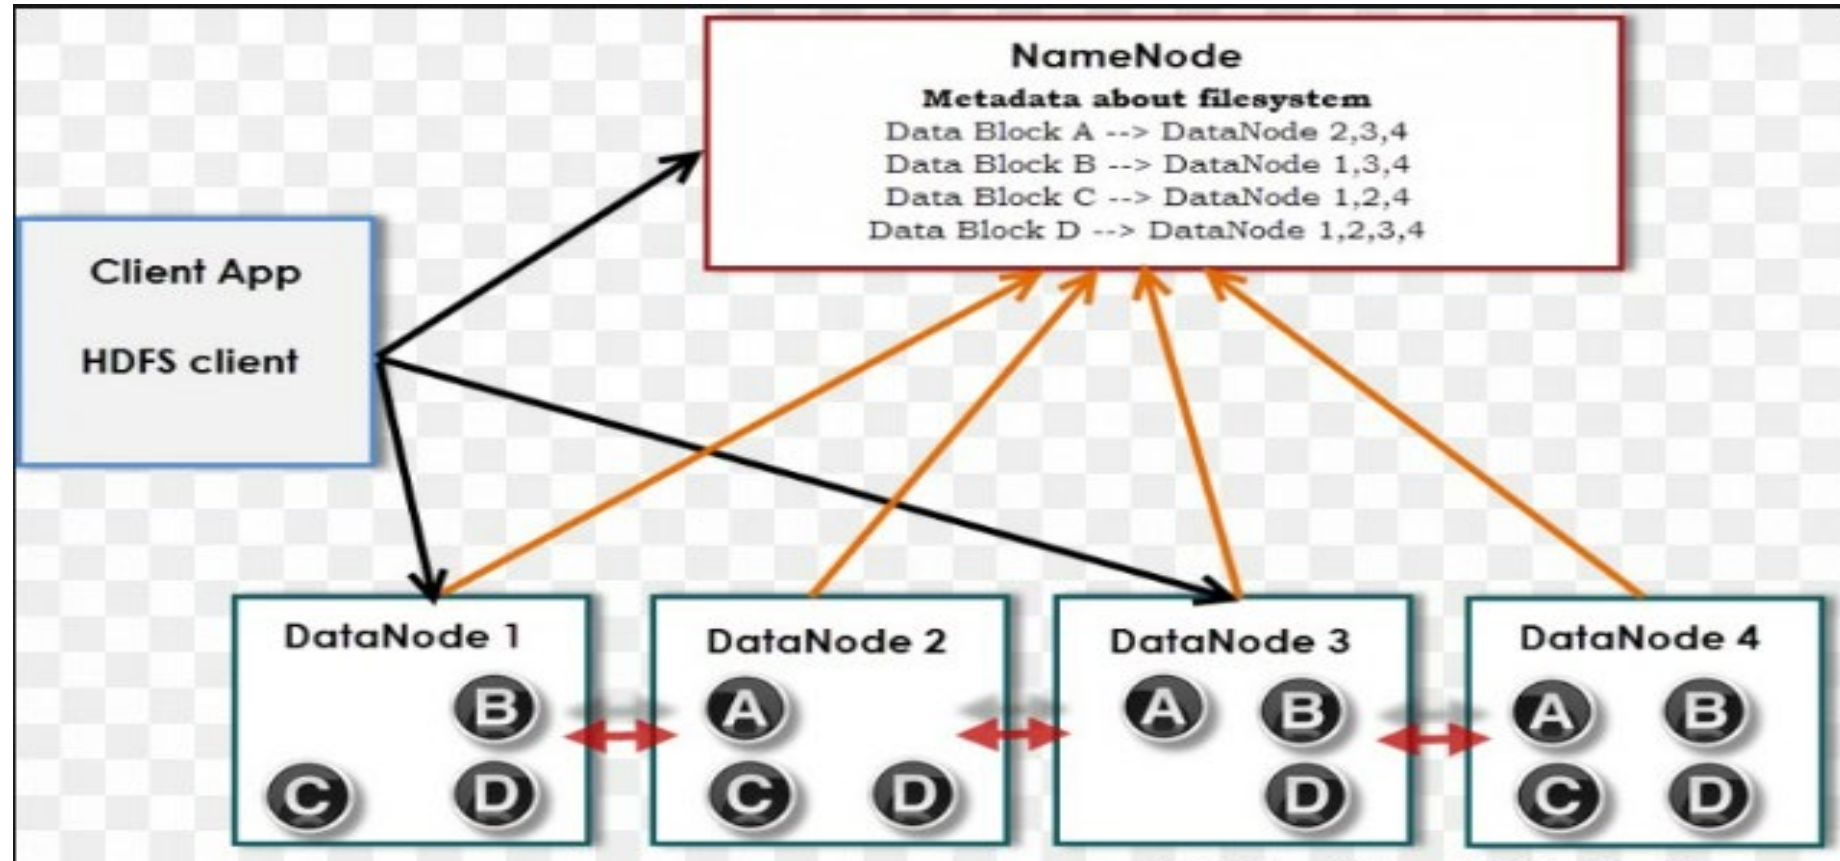 NameNode
Metadata about filesystem
Data Block A --> DataNode 2,3,4
Data Block B --> DataNode 1,3,4
Data Block C --> DataNode 1,2,4
Data Block D --> DataNode 1,2,3,4
Client App
HDFS client
DataNode 1
B
C D
DataNode 2
A
C D
DataNode 3
A B
D
DataNode 4
A B
C D